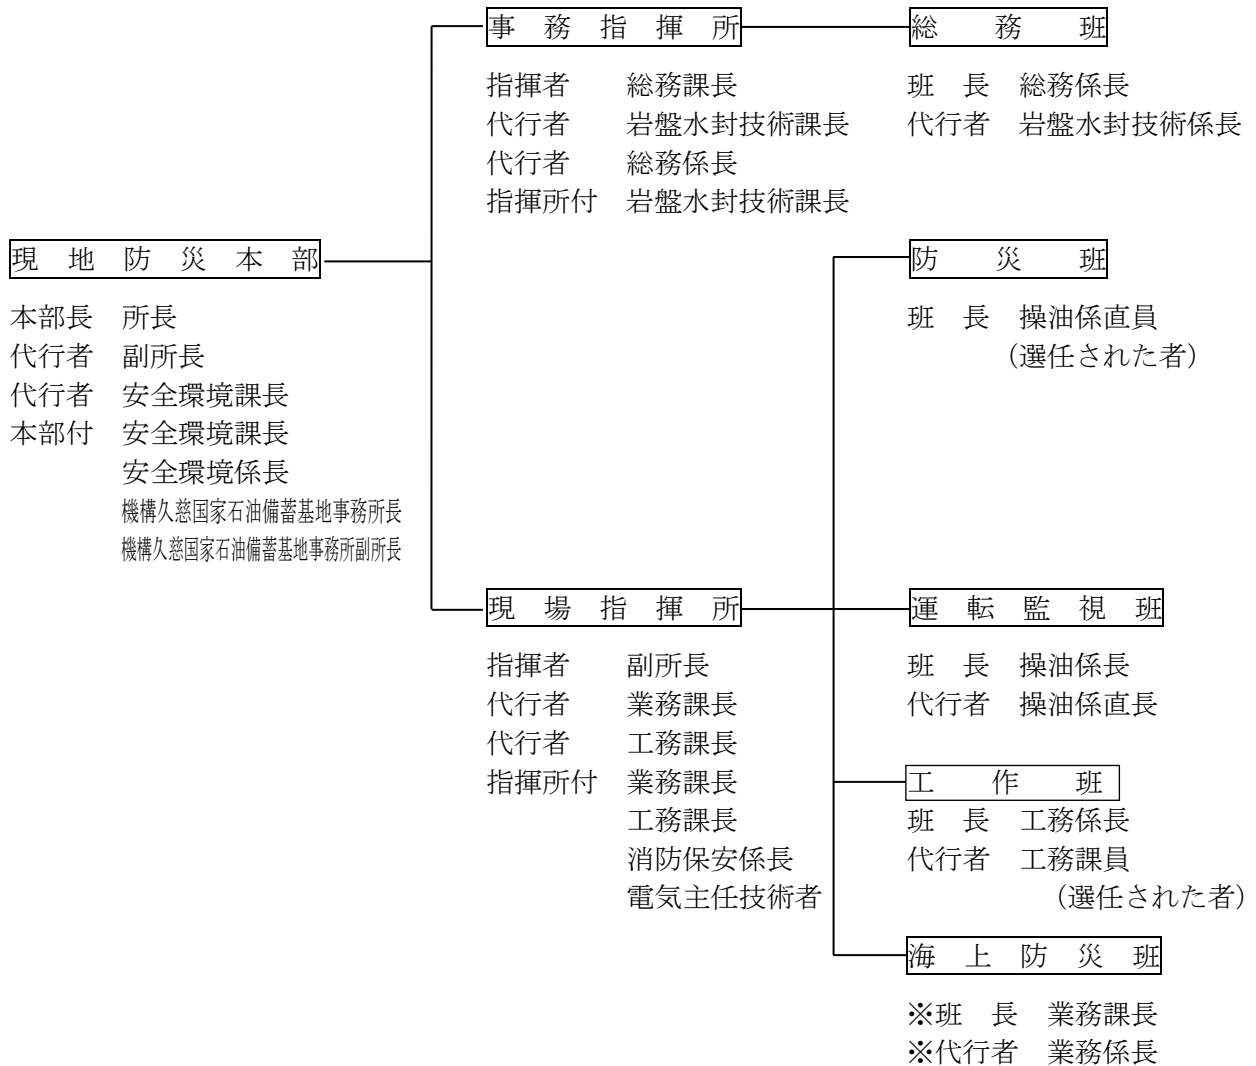 現地防災本部
本部長　所長
代行者　副所長
代行者　安全環境課長
本部付　安全環境課長
安全環境係長
機構久慈国家石油備蓄基地事務所長
機構久慈国家石油備蓄基地事務所副所長
事務指揮所
指揮者　総務課長
代行者　岩盤水封技術課長
代行者　総務係長
指揮所付　岩盤水封技術課長
総務班
班　長　総務係長
代行者　岩盤水封技術係長
現場指揮所
指揮者　副所長
代行者　業務課長
代行者　工務課長
指揮所付　業務課長
工務課長
消防保安係長
電気主任技術者
防災班
班　長　操油係直員
（選任された者）
運転監視班
班　長　操油係長
代行者　操油係直長
工作班
班　長　工務係長
代行者　工務課員
（選任された者）
海上防災班
※班　長　業務課長
※代行者　業務係長